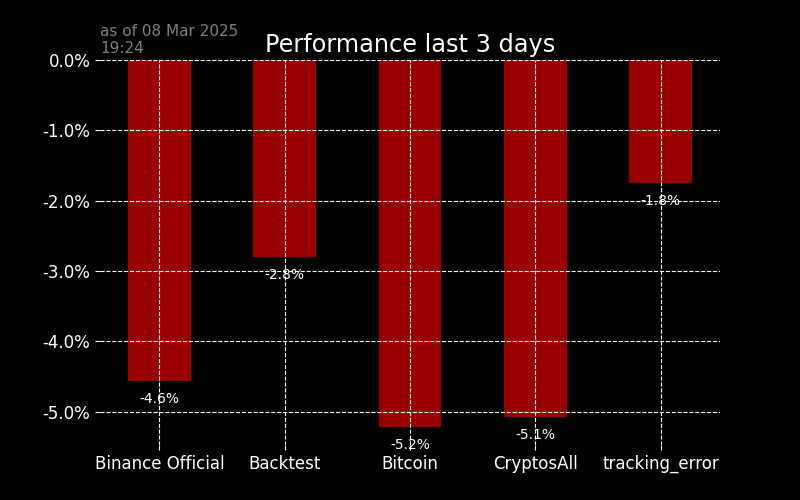 as of 08 Mar 2025
19:24
Performance last 3 days
0.0%
-1.0%
-2.0%
-3.0%
-4.0%
-5.0%
-4.6%
-2.8%
-5.2%
-5.1%
-1.8%
Binance Official
Backtest
Bitcoin
CryptosAll
tracking_error